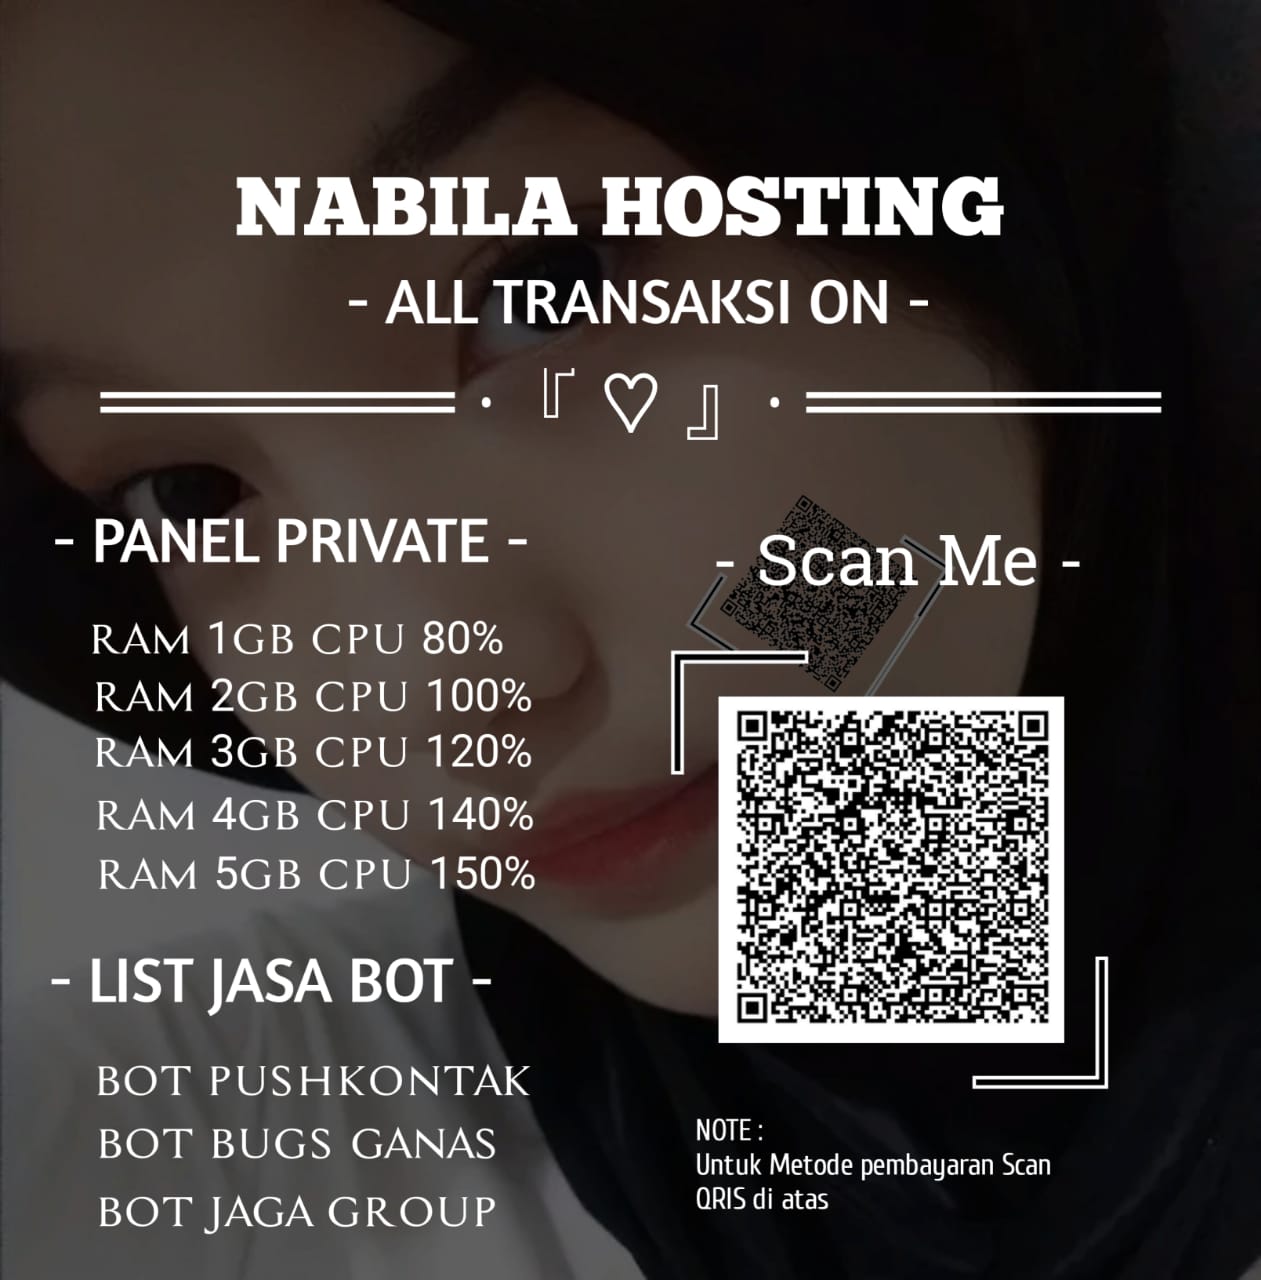 NABILA HOSTING
- ALL TRANSAKSI ON -
- PANEL PRIVATE -
RAM 1GB CPU 80%
RAM 2GB CPU 100%
RAM 3GB CPU 120%
RAM 4GB CPU 140%
RAM 5GB CPU 150%
- LIST JASA BOT -
BOT PUSHKONTAK
BOT BUGS GANAS
BOT JAGA GROUP
- Scan Me -
NOTE :
Untuk Metode pembayaran Scan
QRIS di atas